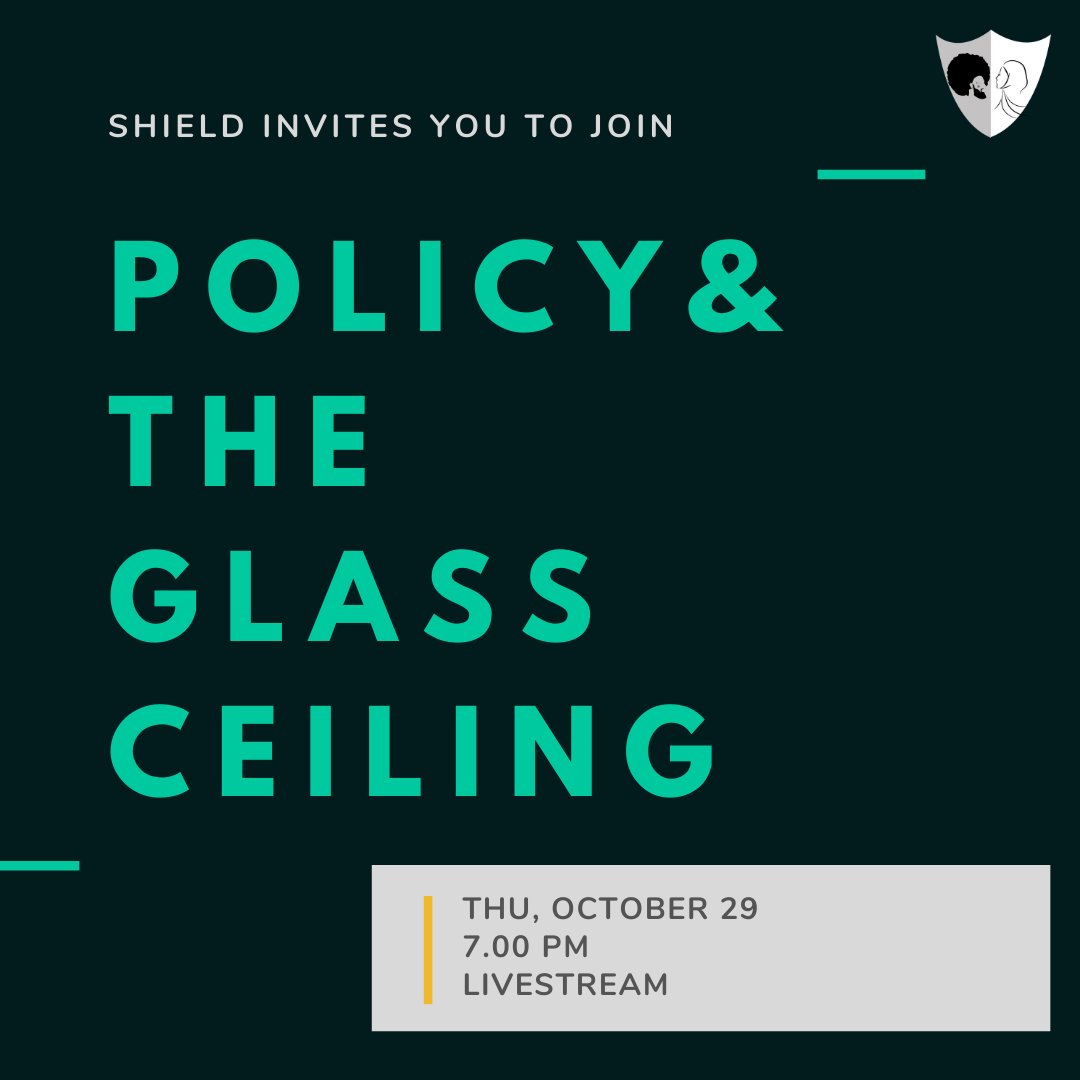 SHIELD INVITES YOU TO JOIN
POLICY&
THE
GLASS
CEILING
THU, OCTOBER 29
7.00 PM
LIVESTREAM